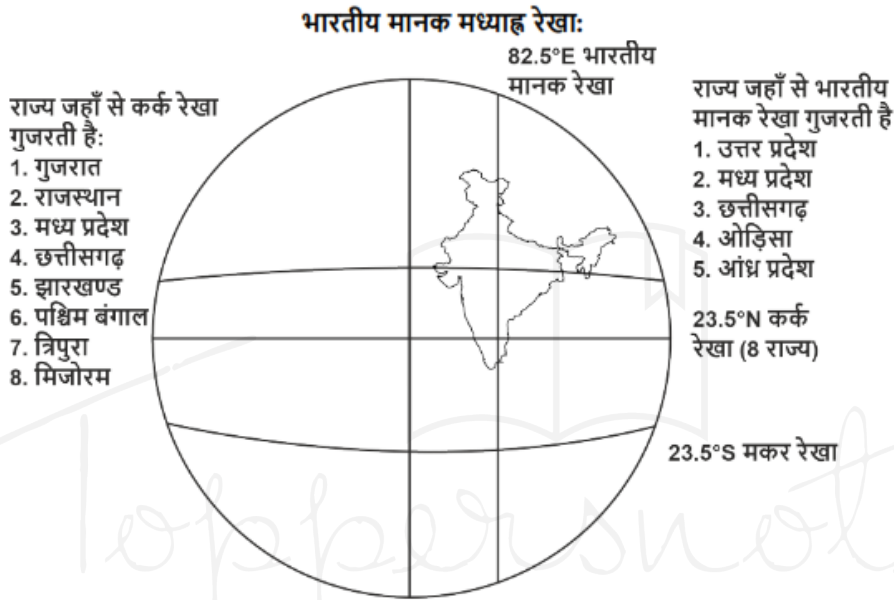 भारतीय मानक मध्याह्न रेखा:
82.5°E भारतीय
मानक रेखा
राज्य जहाँ से कर्क रेखा
गुजरती है:
1. गुजरात
2. राजस्थान
3. मध्य प्रदेश
4. छत्तीसगढ़
5. झारखण्ड
6. पश्चिम बंगाल
7. त्रिपुरा
8. मिजोरम
राज्य जहाँ से भारतीय
मानक रेखा गुजरती है
1. उत्तर प्रदेश
2. मध्य प्रदेश
3. छत्तीसगढ़
4. ओड़िसा
5. आंध्र प्रदेश
23.5°N कर्क
रेखा (8 राज्य)
23.5°S मकर रेखा
Toppersnot